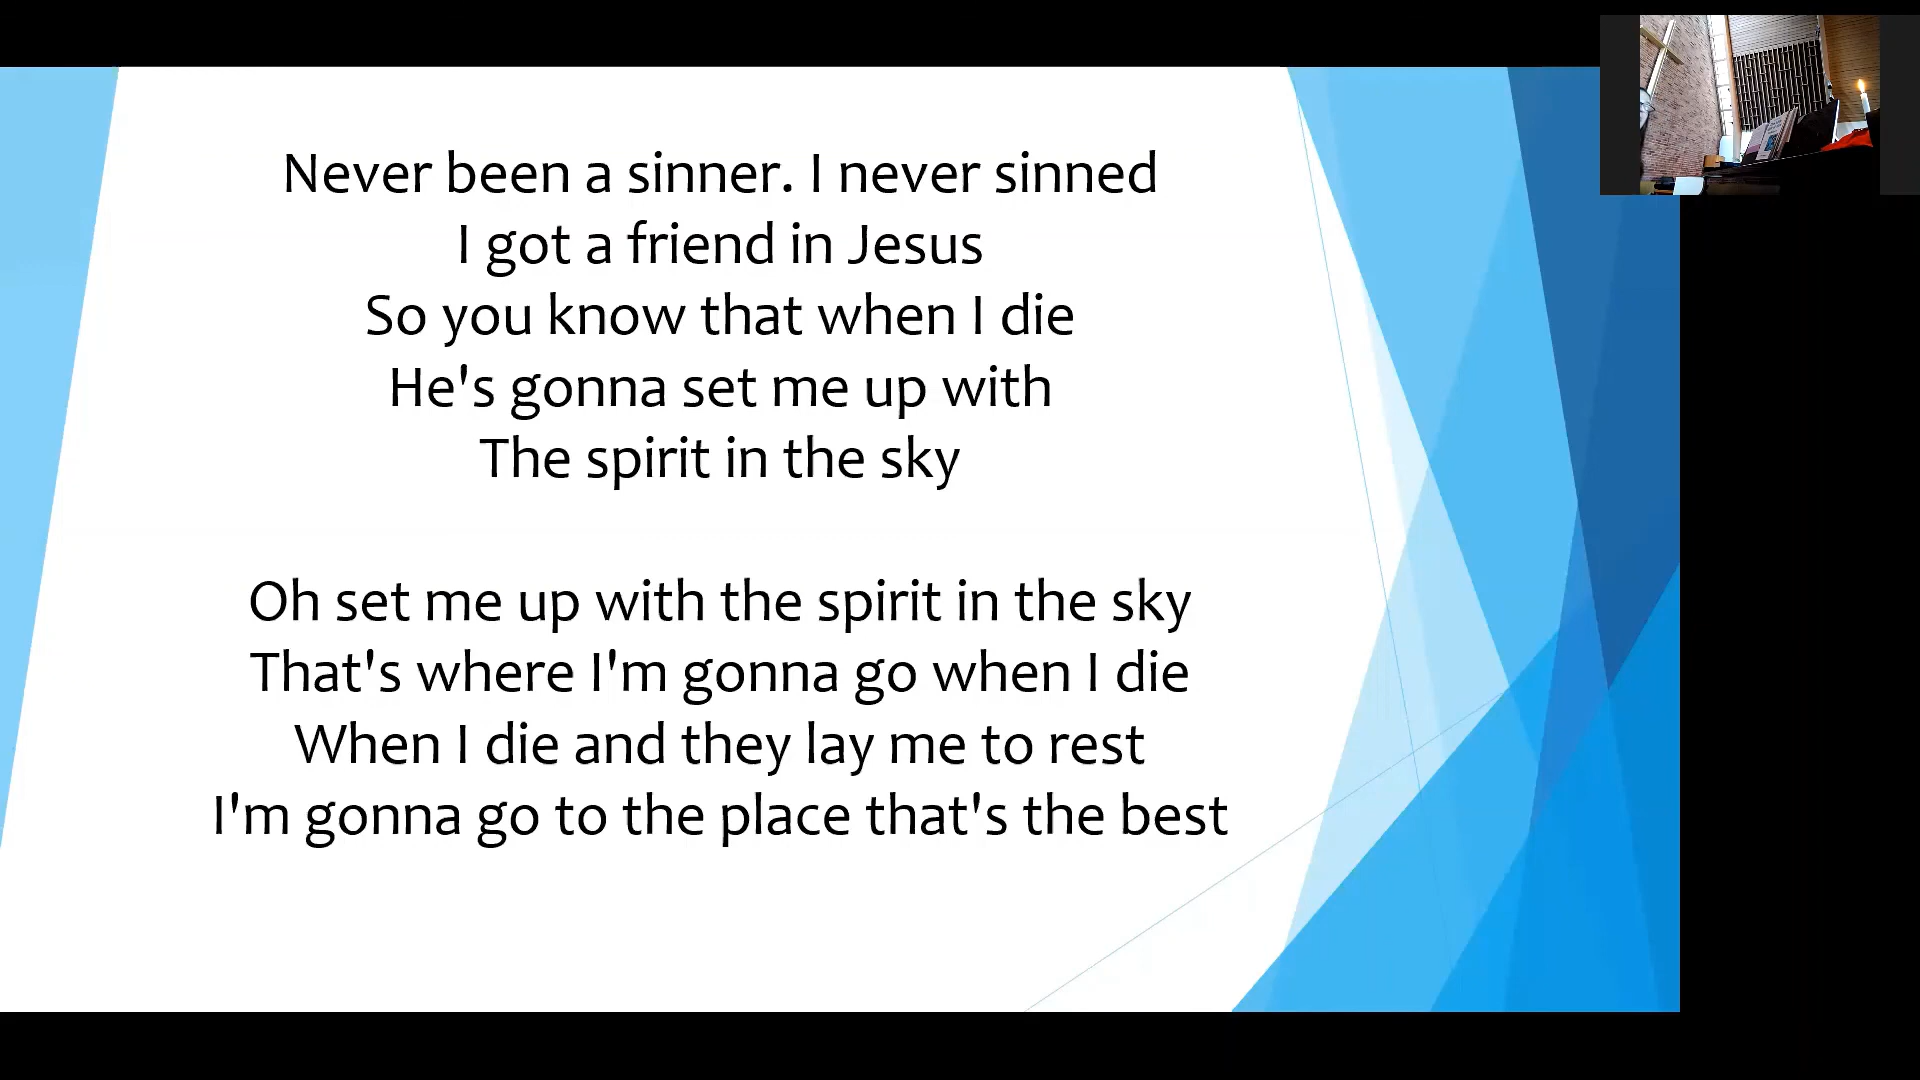 Never been a sinner. I never sinned
I got a friend in Jesus
So you know that when I die
He's gonna set me up with
The spirit in the sky
Oh set me up with the spirit in the sky
That's where I'm gonna go when I die
When I die and they lay me to rest
I'm gonna go to the place that's the best